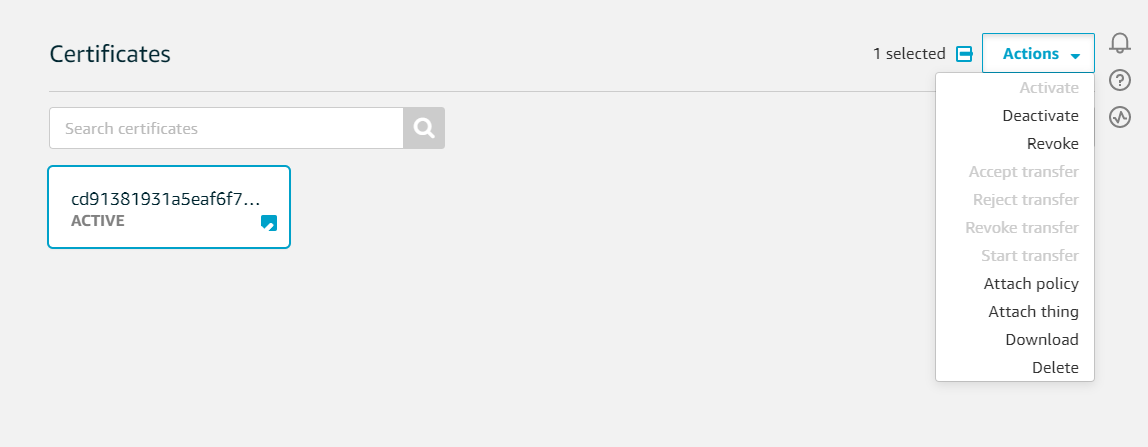 Certificates
1 selected
Actions
Activate
Deactivate
Revoke
Accept transfer
Reject transfer
Revoke transfer
Start transfer
Attach policy
Attach thing
Download
Delete
Search certificates
cd91381931a5eaf6f7...
ACTIVE